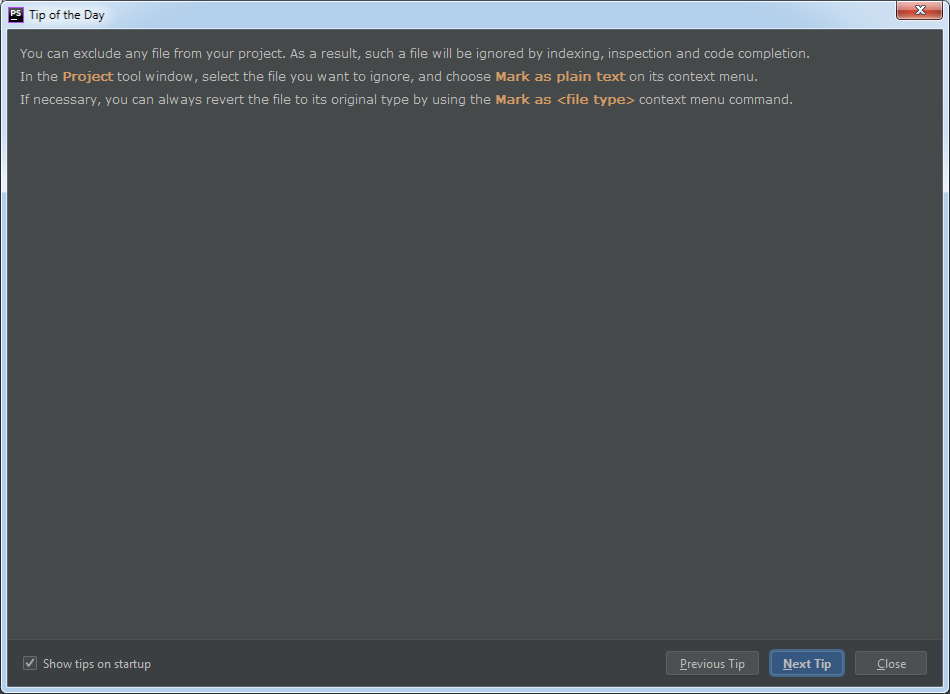 PS Tip of the Day
You can exclude any file from your project. As a result, such a file will be ignored by indexing, inspection and code completion.
In the Project tool window, select the file you want to ignore, and choose Mark as plain text on its context menu.
If necessary, you can always revert the file to its original type by using the Mark as <file type> context menu command.
Show tips on startup
Previous Tip
Next Tip
Close